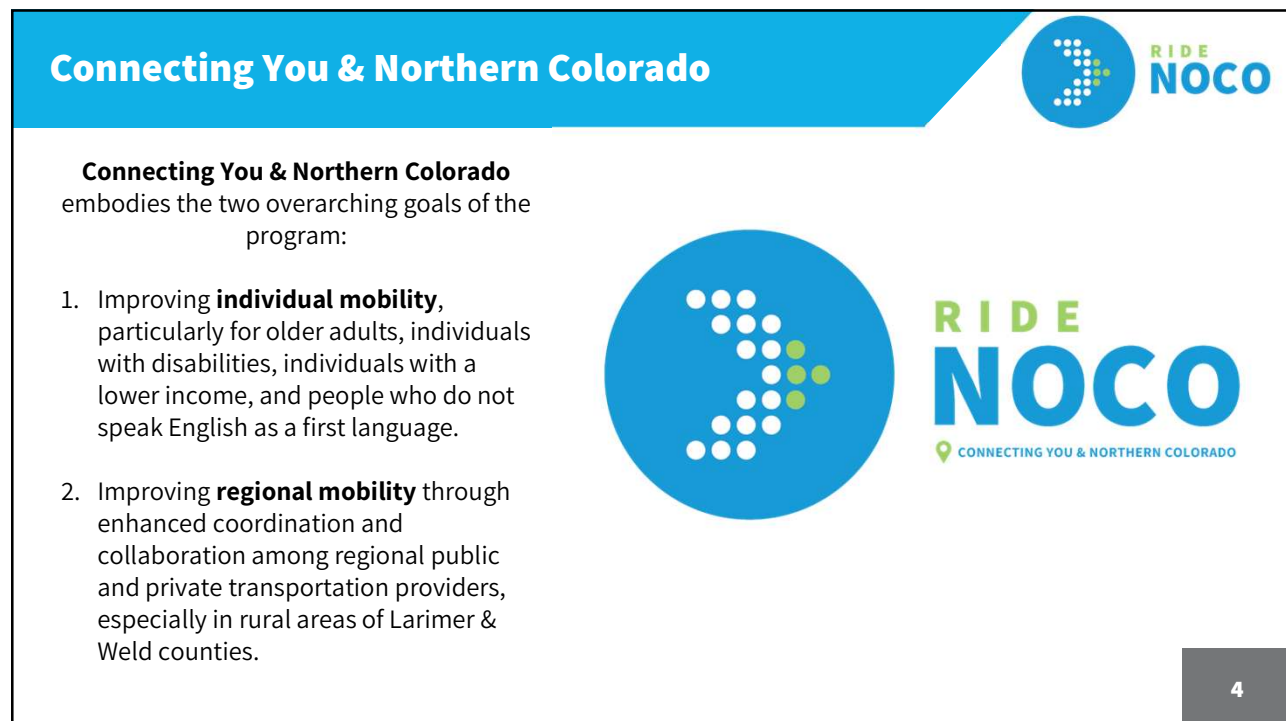 Connecting You & Northern Colorado
RIDE
NOCO
Connecting You & Northern Colorado
embodies the two overarching goals of the
program:
1. Improving individual mobility,
particularly for older adults, individuals
with disabilities, individuals with a
lower income, and people who do not
speak English as a first language.
2. Improving regional mobility through
enhanced coordination and
collaboration among regional public
and private transportation providers,
especially in rural areas of Larimer &
Weld counties.
RIDE
NOCO
CONNECTING YOU & NORTHERN COLORADO
4